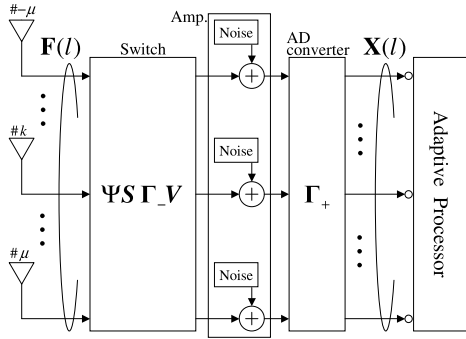 #−μ
F(l)
Switch
Amp.
Noise
AD
converter
X(l)
#k
ΨSΓ_V
Noise
Γ₊
Adaptive Processor
#μ
Noise